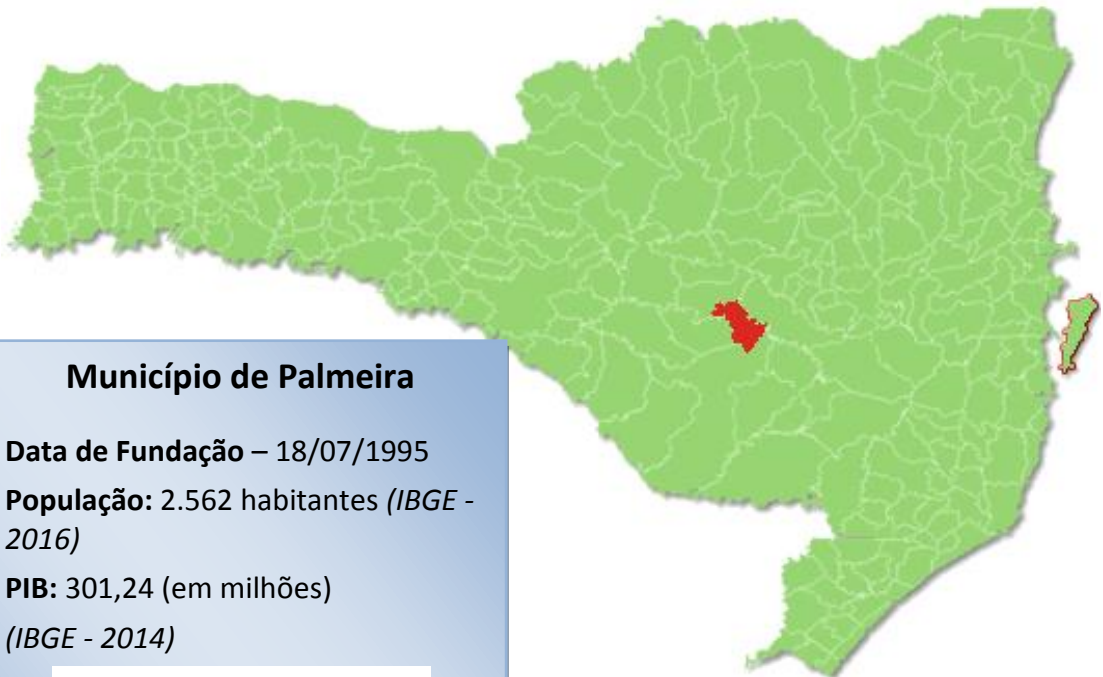 Município de Palmeira
Data de Fundação – 18/07/1995
População: 2.562 habitantes (IBGE -
2016)
PIB: 301,24 (em milhões)
(IBGE - 2014)